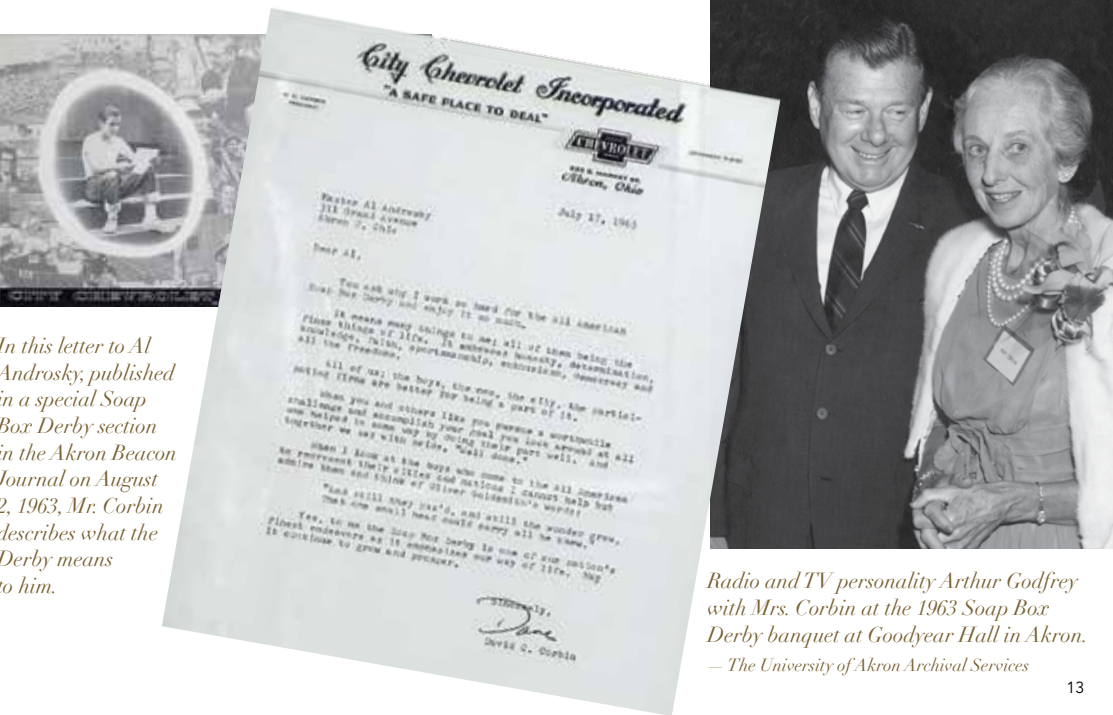 CITY CHEVROLET
In this letter to Al
Androsky, published
in a special Soap
Box Derby section
in the Akron Beacon
Journal on August
2, 1963, Mr. Corbin
describes what the
Derby means
to him.
City Chevrolet Incorporated
"A SAFE PLACE TO DEAL"
CHEVROLET
Akron, Ohio
July 17, 1963
Master Al Androsky
311 Grand Avenue
Akron 2, Ohio
Dear Al,
You ask why I work so hard for the All American
Soap Box Derby and enjoy it so much.
It means many things to me; all of them being the
finer things of life. It embraces honesty, determination,
knowledge, faith, sportsmanship, enthusiasm, democracy and
all the freedoms.
All of us; the boys, the men, the city, the partici-
pating firms are better for being a part of it.
When you and others like you pursue a worthwhile
challenge and accomplish your goal you look around at all
who helped in some way by doing their part well, and
together we say with pride, "Well done."
When I look at the boys who come to the All American
to represent their cities and nations I cannot help but
admire them and think of Oliver Goldsmith's words:
"And still they gaz'd, and still the wonder grew,
That one small head could carry all he knew.
Yes, to me the Soap Box Derby is one of our nation's
finest endeavors as it emphasizes our way of life. May
it continue to grow and prosper.
Sincerely,
Dave
David C. Corbin
Radio and TV personality Arthur Godfrey
with Mrs. Corbin at the 1963 Soap Box
Derby banquet at Goodyear Hall in Akron.
— The University of Akron Archival Services
13